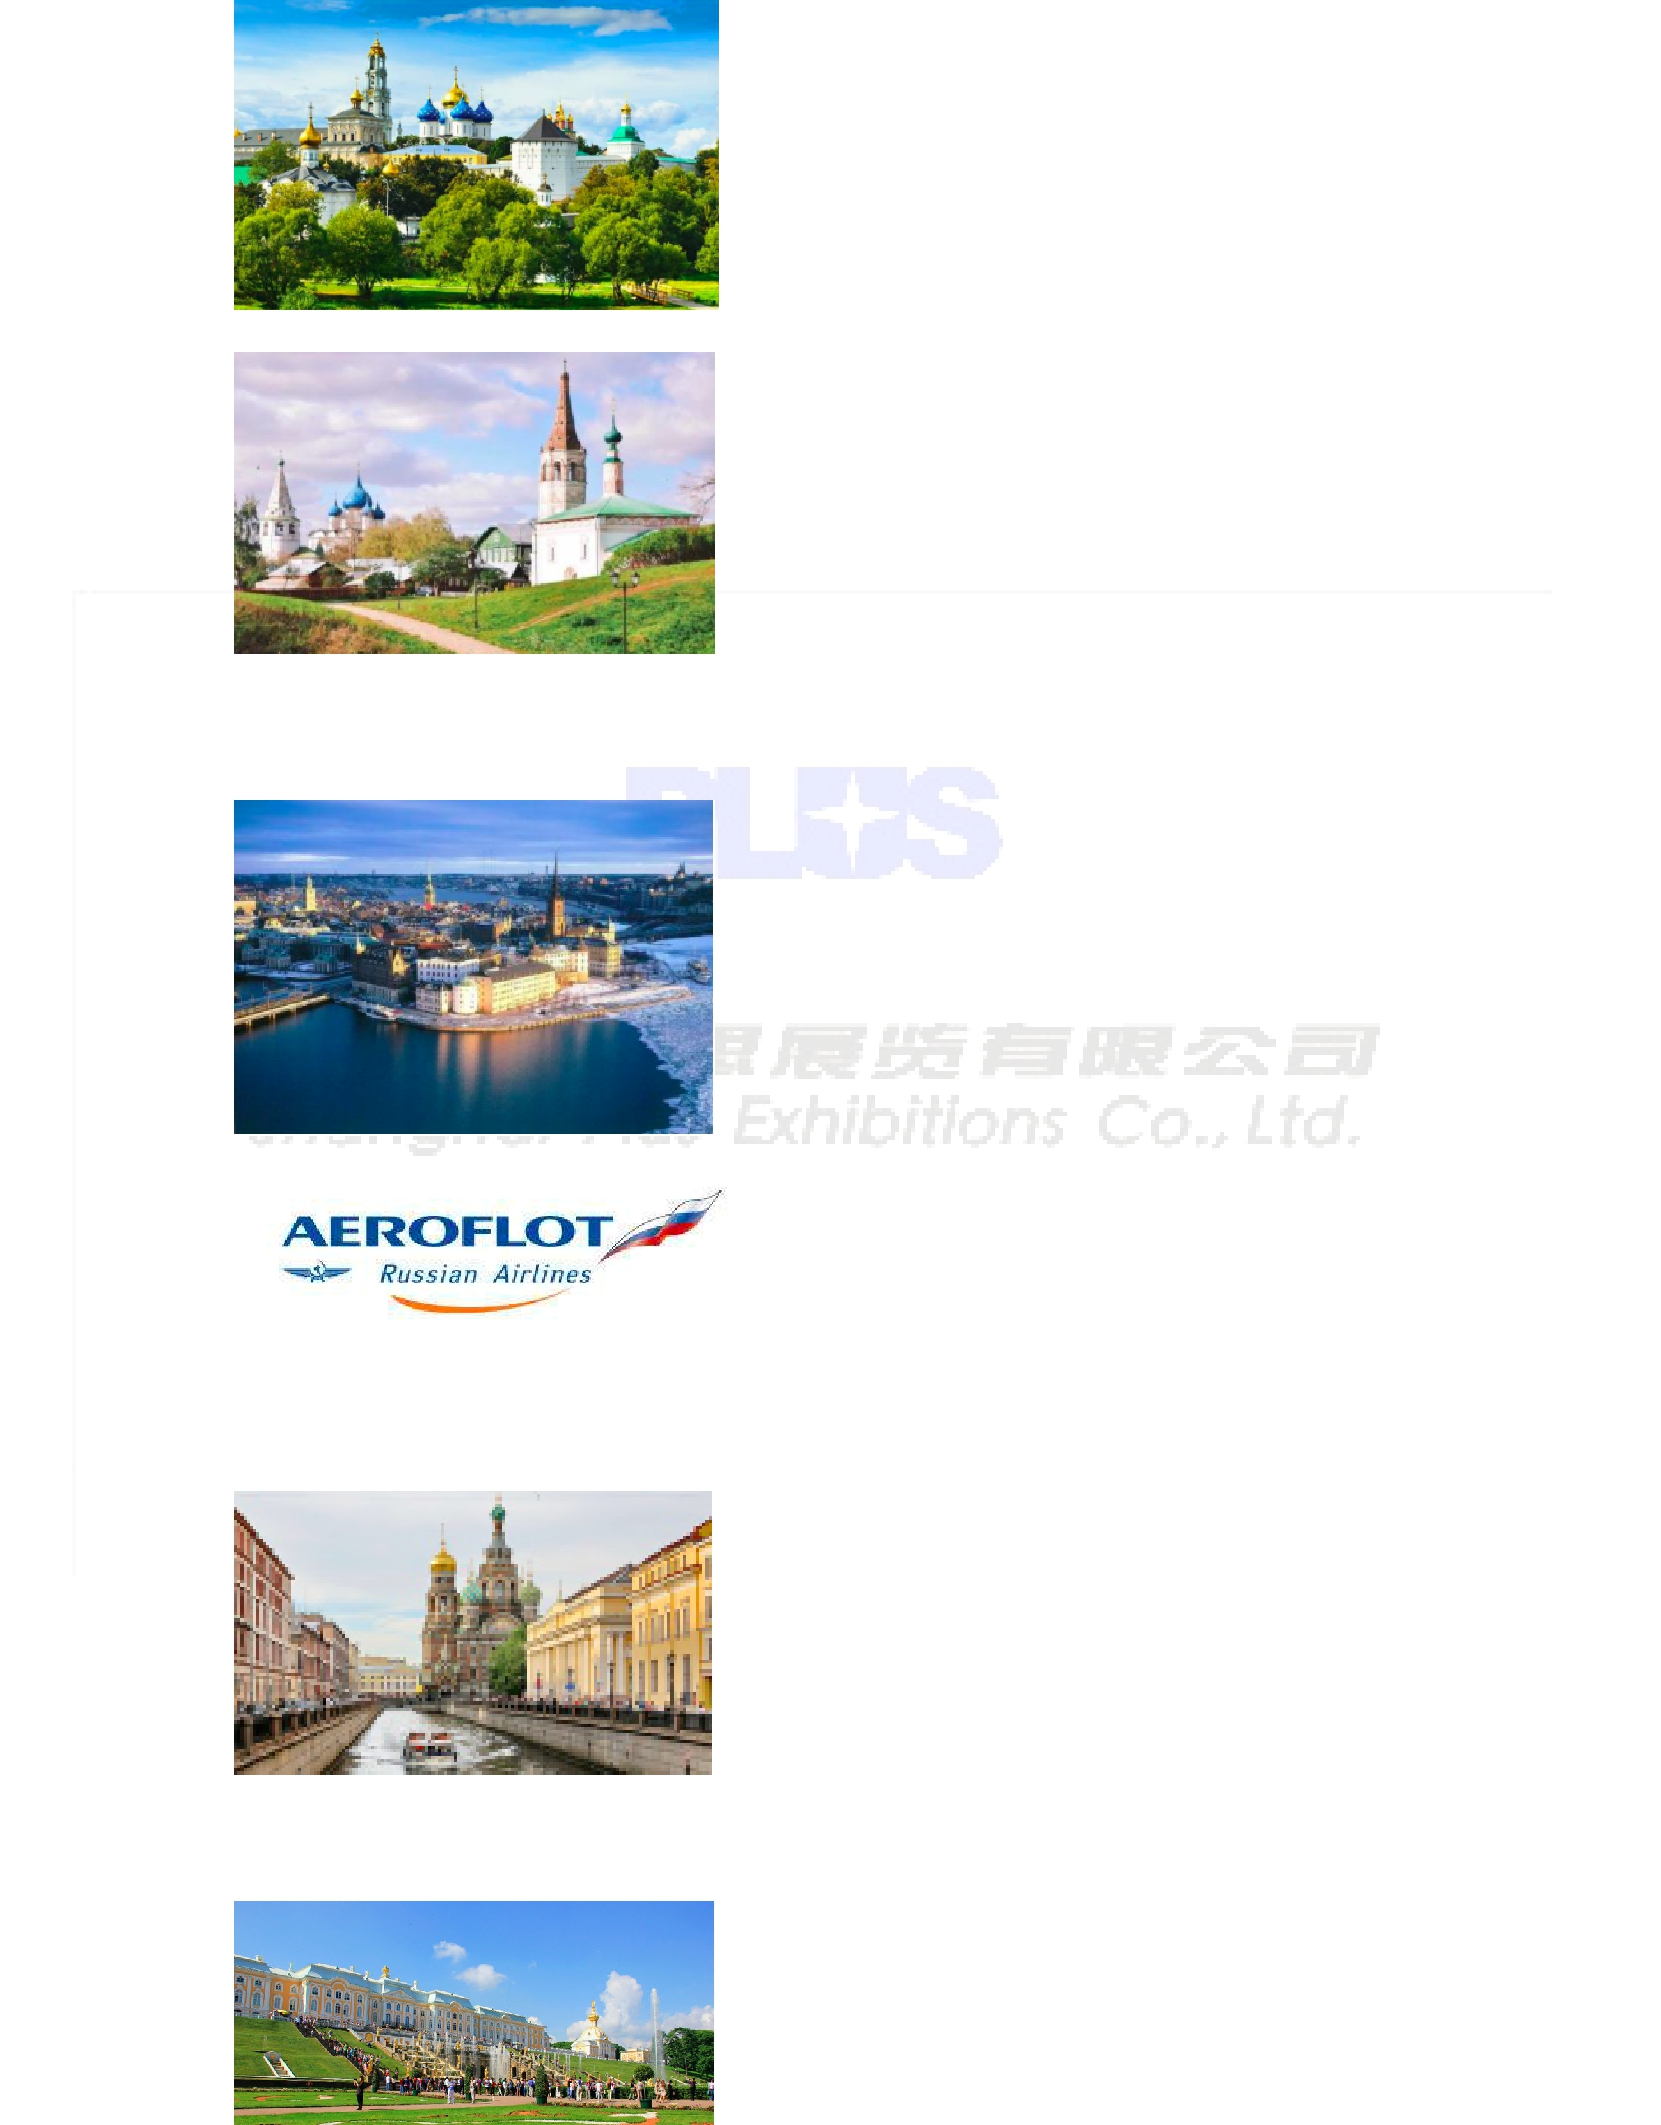 展览有限公司
Exhibitions Co., Ltd.
AEROFLOT
Russian Airlines